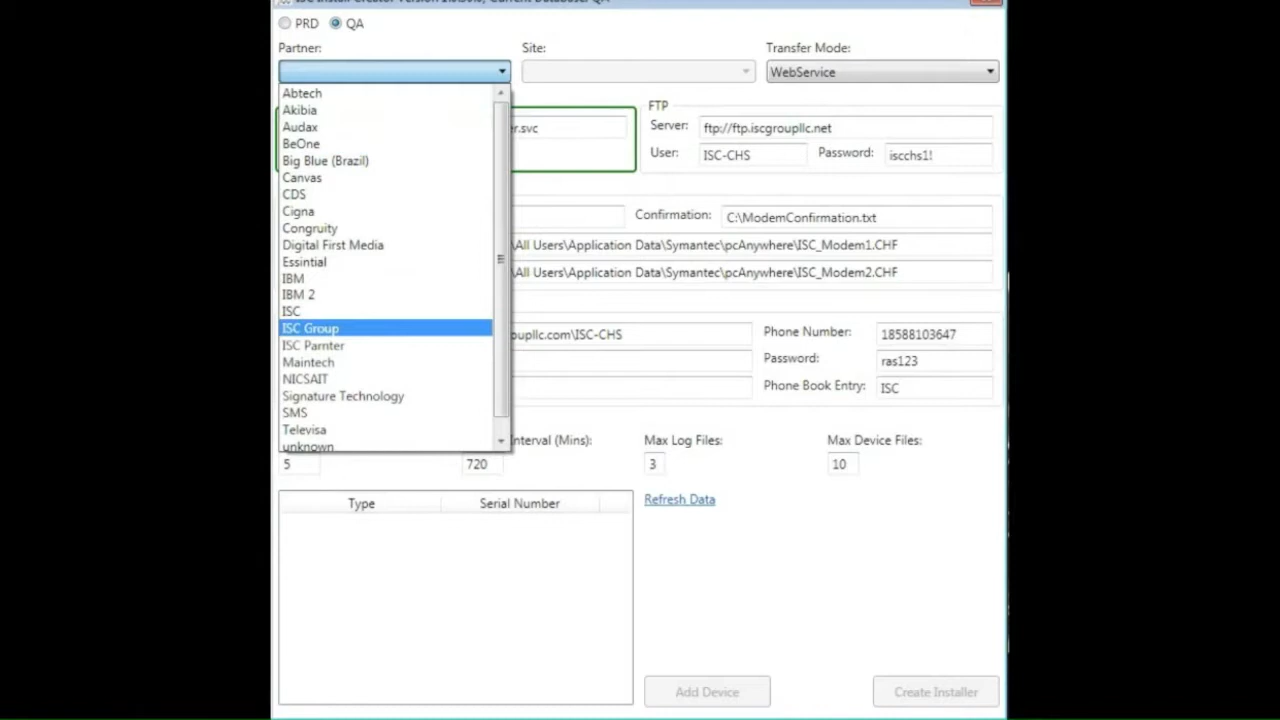 PRD QA
Partner: Site: Transfer Mode:
WebService
Abtech
Akibia
Audax
BeOne
Big Blue (Brazil)
Canvas
CDS
Cigna
Congruity
Digital First Media
Essintial
IBM
IBM 2
ISC
ISC Group
ISC Parnter
Maintech
NICSAIT
Signature Technology
SMS
Televisa
unknown
r.svc
FTP
Server: ftp://ftp.iscgroupllc.net
User: ISC-CHS Password: iscchs1!
Confirmation: C:\ModemConfirmation.txt
\All Users\Application Data\Symantec\pcAnywhere\ISC_Modem1.CHF
\All Users\Application Data\Symantec\pcAnywhere\ISC_Modem2.CHF
oupllc.com\ISC-CHS Phone Number: 18588103647
Password: ras123
Phone Book Entry: ISC
Interval (Mins): Max Log Files: Max Device Files:
5 720 3 10
Type Serial Number Refresh Data
Add Device Create Installer